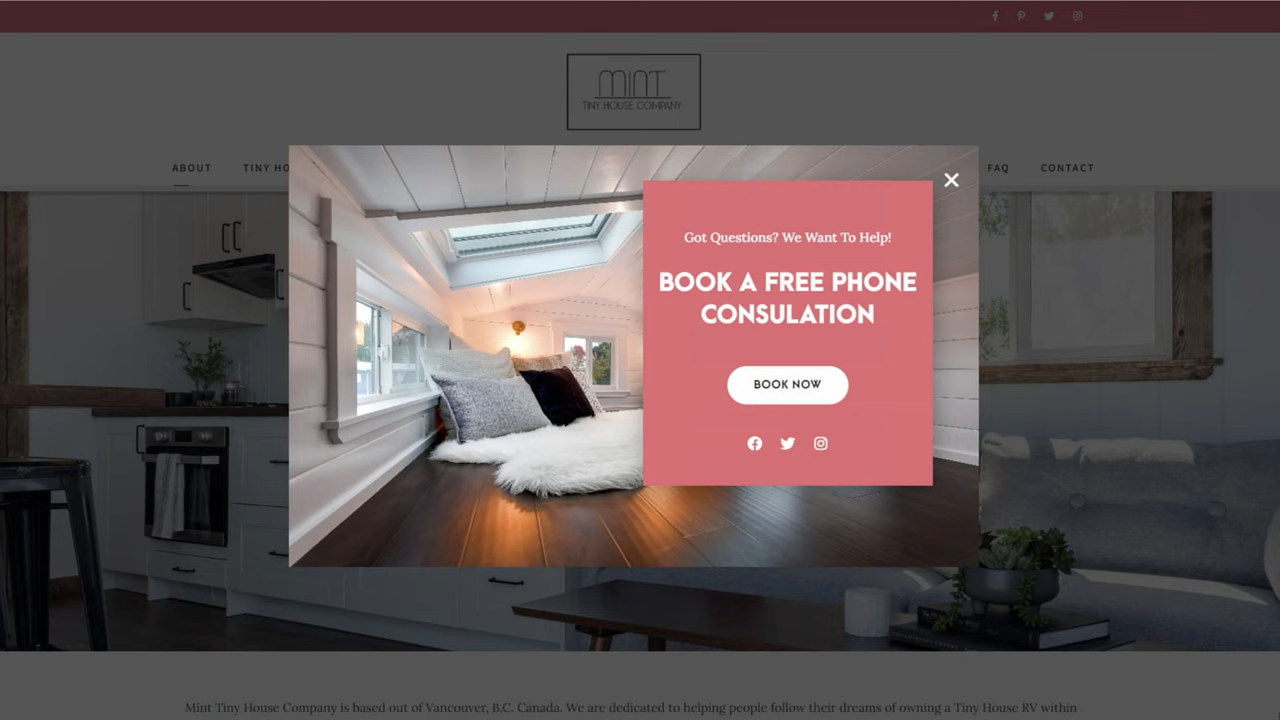 MINT
TINY HOUSE COMPANY
ABOUT
TINY HO
FAQ
CONTACT
Got Questions? We Want To Help!
BOOK A FREE PHONE
CONSULATION
BOOK NOW
Mint Tiny House Company is based out of Vancouver, B.C. Canada. We are dedicated to helping people follow their dreams of owning a Tiny House RV within